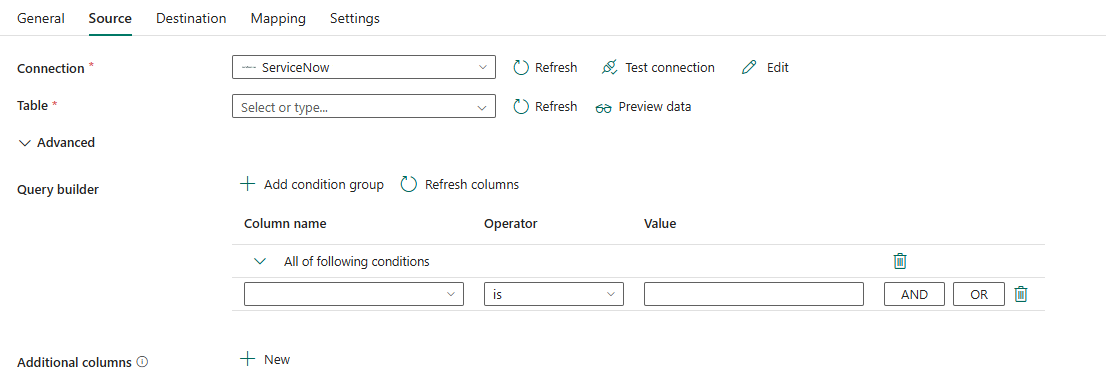 General Source Destination Mapping Settings
Connection * ServiceNow Refresh Test connection Edit
Table * Select or type... Refresh Preview data
Advanced
Query builder Add condition group Refresh columns
Column name Operator Value
All of following conditions
is AND OR
Additional columns New